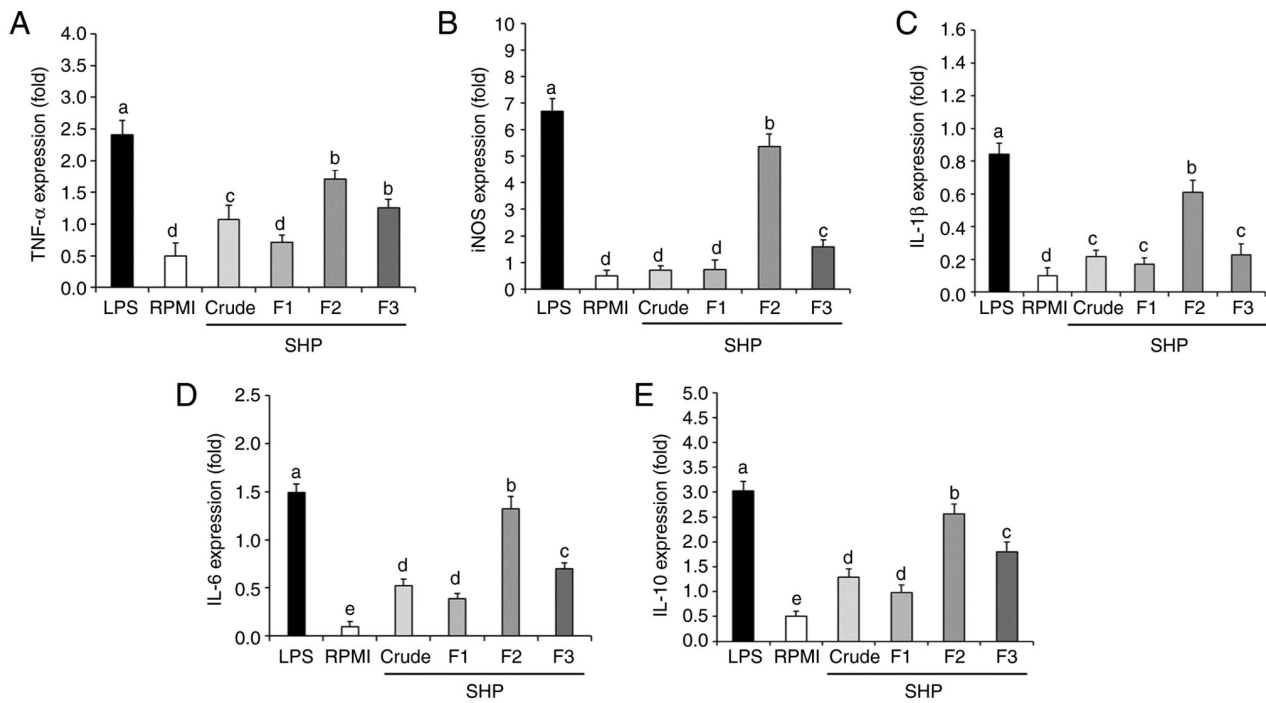 A
TNF-α expression (fold)
4.0
3.5
3.0
2.5
2.0
1.5
1.0
0.5
0.0
a
d
c
d
b
b
LPS RPMI Crude F1 F2 F3
SHP
B
iNOS expression (fold)
10
9
8
7
6
5
4
3
2
1
0
a
d
d
d
b
c
LPS RPMI Crude F1 F2 F3
SHP
C
IL-1β expression (fold)
1.6
1.4
1.2
1.0
0.8
0.6
0.4
0.2
0.0
a
d
c
c
b
c
LPS RPMI Crude F1 F2 F3
SHP
D
IL-6 expression (fold)
2.5
2.0
1.5
1.0
0.5
0.0
a
e
d
d
b
c
LPS RPMI Crude F1 F2 F3
SHP
E
IL-10 expression (fold)
5.0
4.5
4.0
3.5
3.0
2.5
2.0
1.5
1.0
0.5
0.0
a
e
d
d
b
c
LPS RPMI Crude F1 F2 F3
SHP